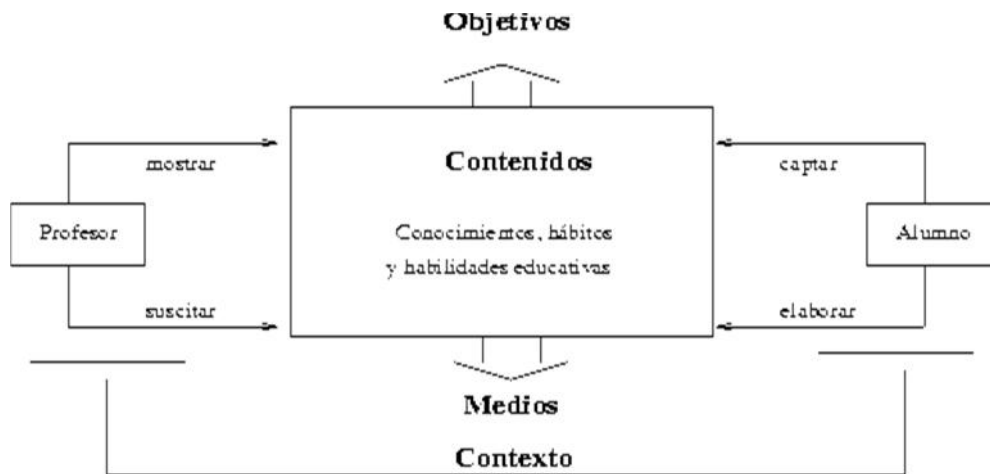 Objetivos
mostrar
Contenidos
captar
Profesor
Conocimientos, hábitos
y habilidades educativas
Alumno
suscitar
elaborar
Medios
Contexto